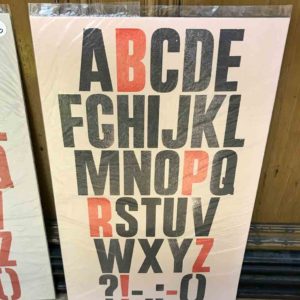 ABCDE
FGHIJKL
MNOPQ
RSTUV
WXYZ
?!-.;-()